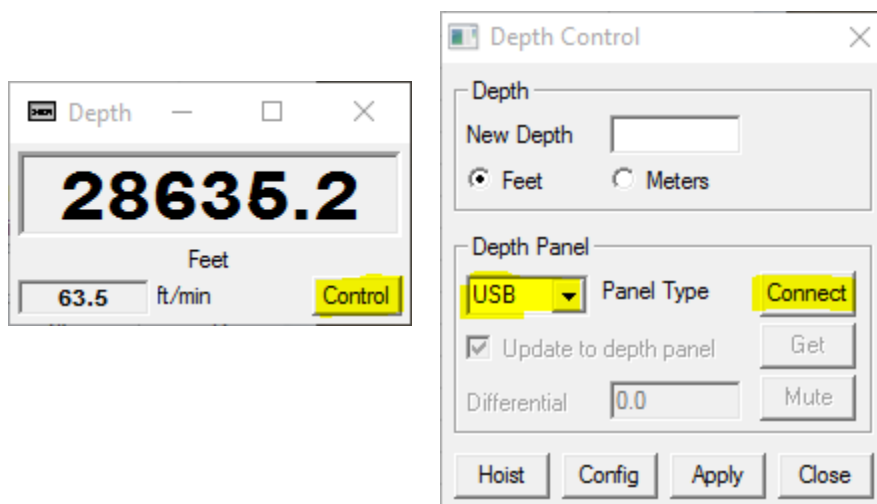 Depth
28635.2
Feet
63.5 ft/min Control
Depth Control
Depth
New Depth
Feet Meters
Depth Panel
USB Panel Type Connect
Update to depth panel Get
Differential 0.0 Mute
Hoist Config Apply Close